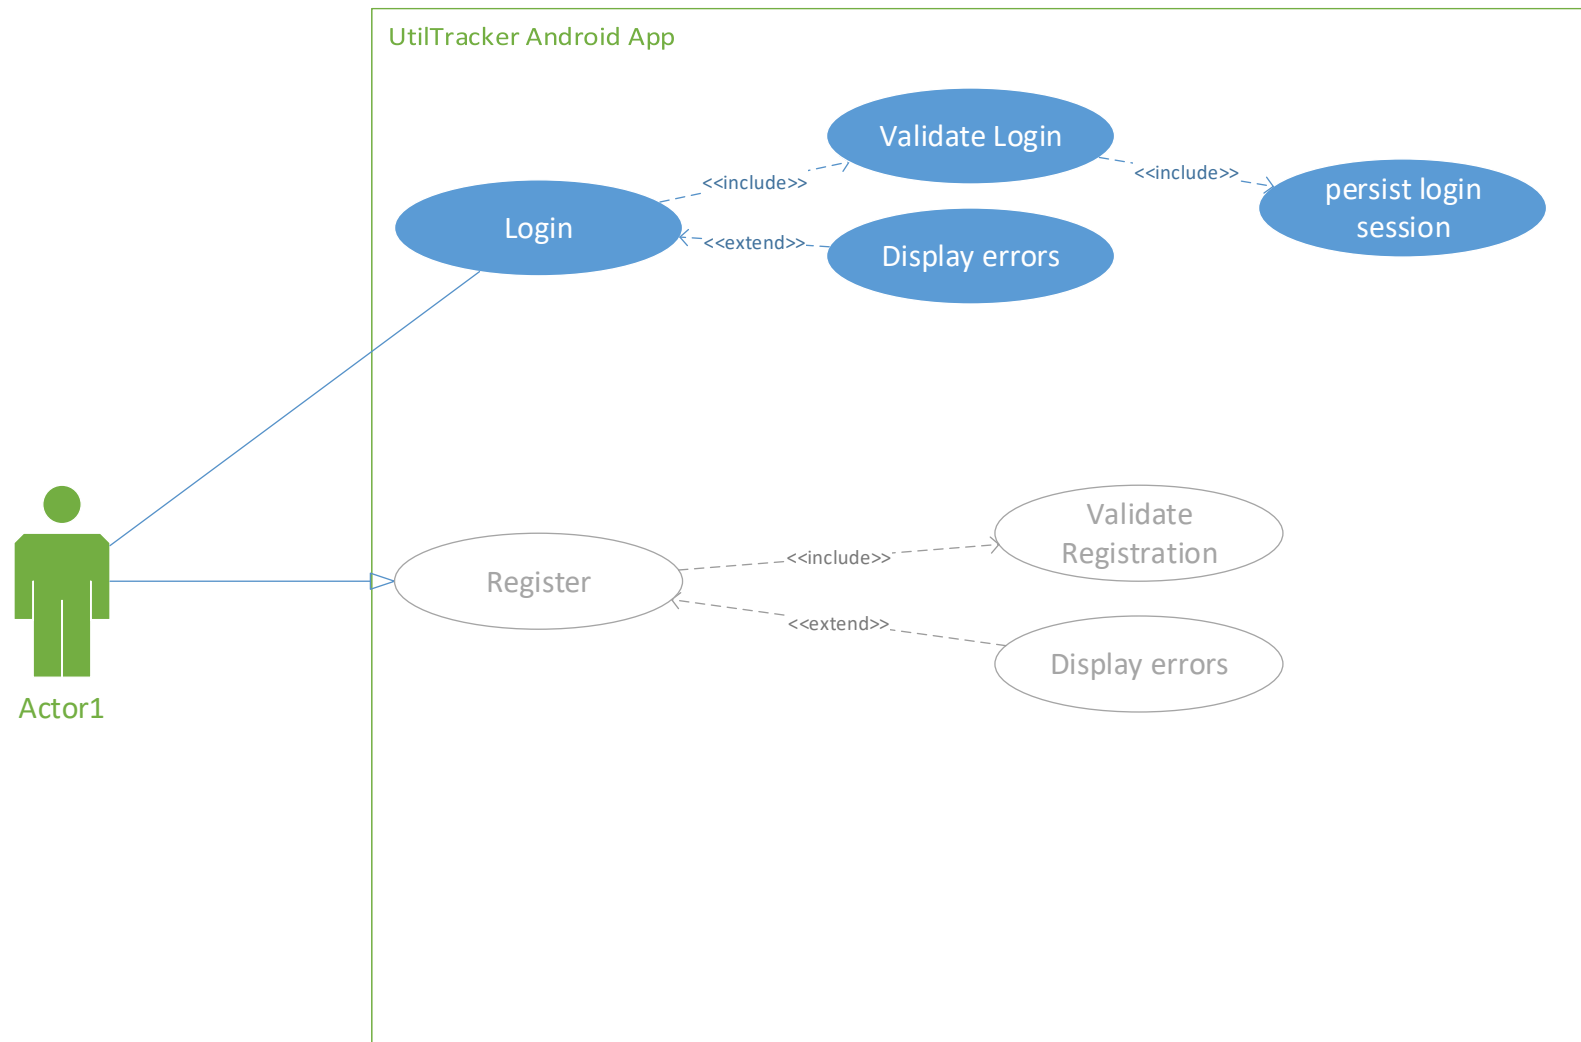 UtilTracker Android App
Validate Login
<<include>>
<<include>>
persist login
session
Login
<<extend>>
Display errors
Validate
Registration
<<include>>
Register
<<extend>>
Display errors
Actor1